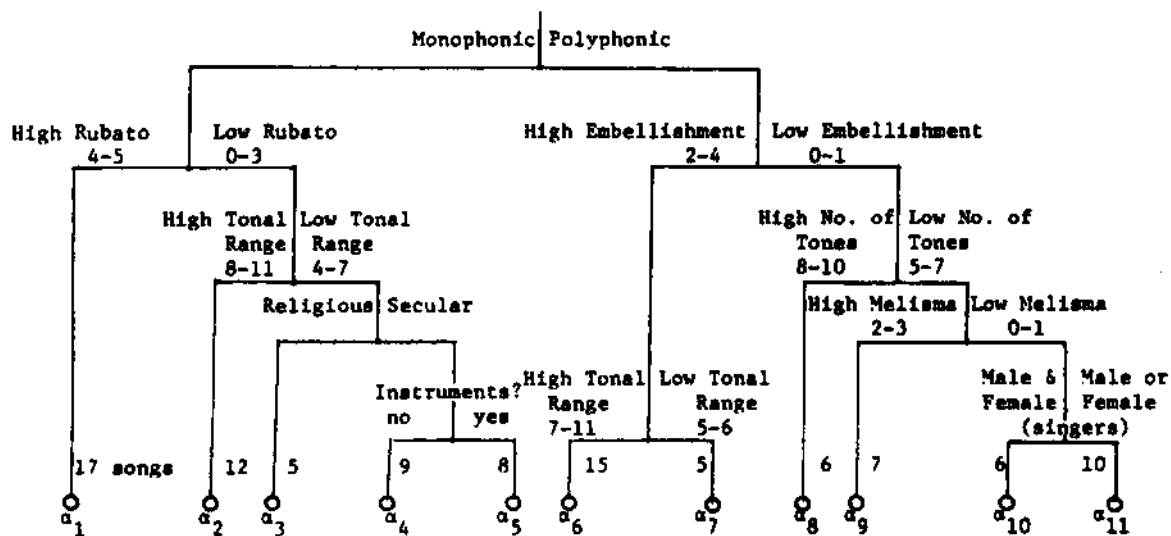 Monophonic Polyphonic
High Rubato Low Rubato High Embellishment Low Embellishment
4-5 0-3 2-4 0-1
High Tonal Low Tonal High No. of Low No. of
Range Range Tones Tones
8-11 4-7 8-10 5-7
Religious Secular High Melisma Low Melisma
2-3 0-1
Instruments? High Tonal Low Tonal Male & Male or
no yes Range Range Female Female
7-11 5-6 (singers)
17 songs 12 5 9 8 15 5 6 7 6 10
α1 α2 α3 α4 α5 α6 α7 α8 α9 α10 α11